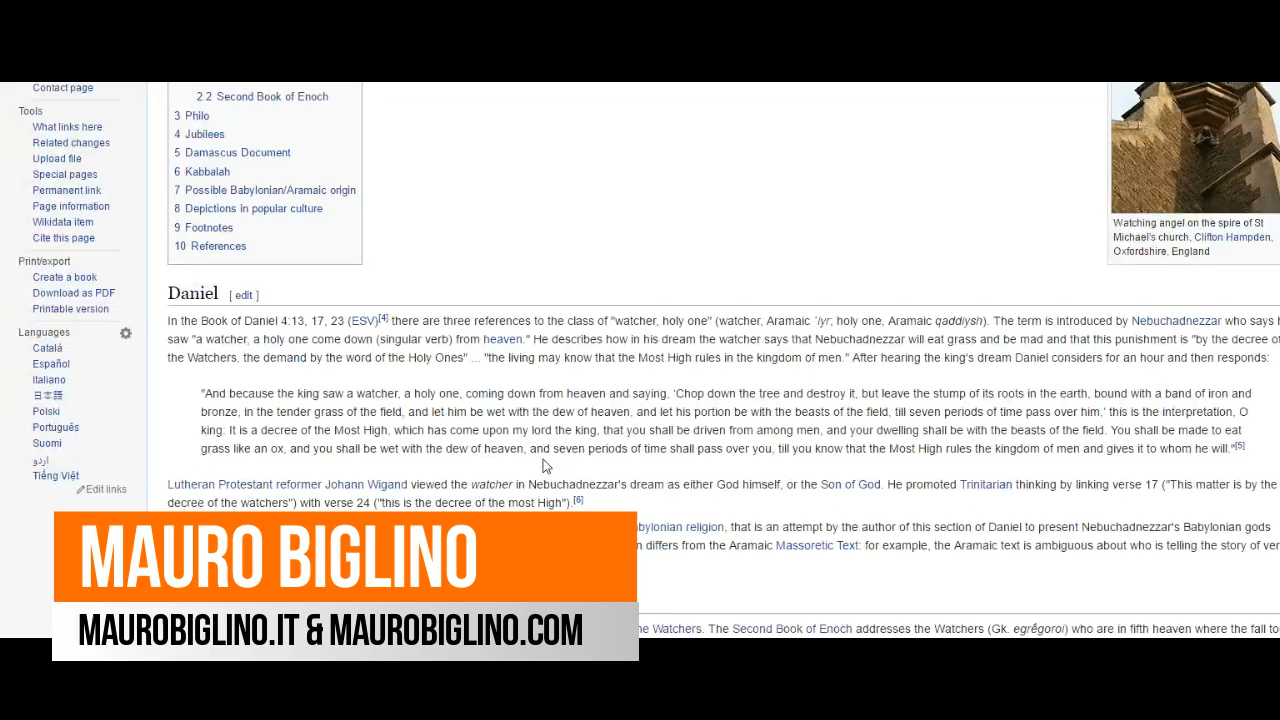 Contact page
Tools
What links here
Related changes
Upload file
Special pages
Permanent link
Page information
Wikidata item
Cite this page
Print/export
Create a book
Download as PDF
Printable version
Languages
Català
Español
Italiano
日本語
Polski
Português
Suomi
اردو
Tiếng Việt
Edit links
2.2 Second Book of Enoch
3 Philo
4 Jubilees
5 Damascus Document
6 Kabbalah
7 Possible Babylonian/Aramaic origin
8 Depictions in popular culture
9 Footnotes
10 References
Watching angel on the spire of St
Michael's church, Clifton Hampden,
Oxfordshire, England
Daniel [ edit ]
In the Book of Daniel 4:13, 17, 23 (ESV)[4] there are three references to the class of "watcher, holy one" (watcher, Aramaic `iyr; holy one, Aramaic qaddiysh). The term is introduced by Nebuchadnezzar who says
saw "a watcher, a holy one come down (singular verb) from heaven." He describes how in his dream the watcher says that Nebuchadnezzar will eat grass and be mad and that this punishment is "by the decree of
the Watchers, the demand by the word of the Holy Ones" ... "the living may know that the Most High rules in the kingdom of men." After hearing the king's dream Daniel considers for an hour and then responds:
"And because the king saw a watcher, a holy one, coming down from heaven and saying, 'Chop down the tree and destroy it, but leave the stump of its roots in the earth, bound with a band of iron and
bronze, in the tender grass of the field, and let him be wet with the dew of heaven, and let his portion be with the beasts of the field, till seven periods of time pass over him,' this is the interpretation, O
king: It is a decree of the Most High, which has come upon my lord the king, that you shall be driven from among men, and your dwelling shall be with the beasts of the field. You shall be made to eat
grass like an ox, and you shall be wet with the dew of heaven, and seven periods of time shall pass over you, till you know that the Most High rules the kingdom of men and gives it to whom he will."[5]
Lutheran Protestant reformer Johann Wigand viewed the watcher in Nebuchadnezzar's dream as either God himself, or the Son of God. He promoted Trinitarian thinking by linking verse 17 ("This matter is by the
decree of the watchers") with verse 24 ("this is the decree of the most High").[6]
bylonian religion, that is an attempt by the author of this section of Daniel to present Nebuchadnezzar's Babylonian gods
differs from the Aramaic Massoretic Text: for example, the Aramaic text is ambiguous about who is telling the story of
the Watchers. The Second Book of Enoch addresses the Watchers (Gk. egrḗgoroi) who are in fifth heaven where the fall
MAURO BIGLINO
MAUROBIGLINO.IT & MAUROBIGLINO.COM